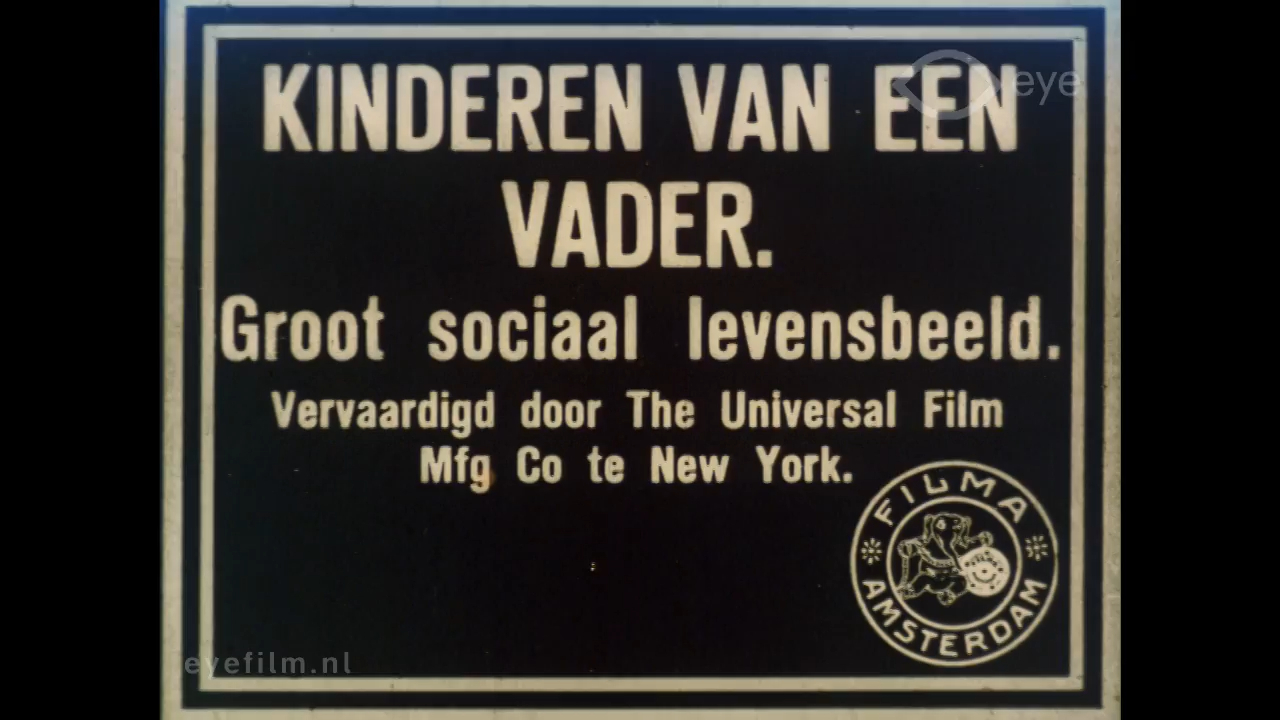 eye
KINDEREN VAN EEN
VADER.
Groot sociaal levensbeeld.
Vervaardigd door The Universal Film
Mfg Co te New York.
FILMA
AMSTERDAM
eyefilm.nl